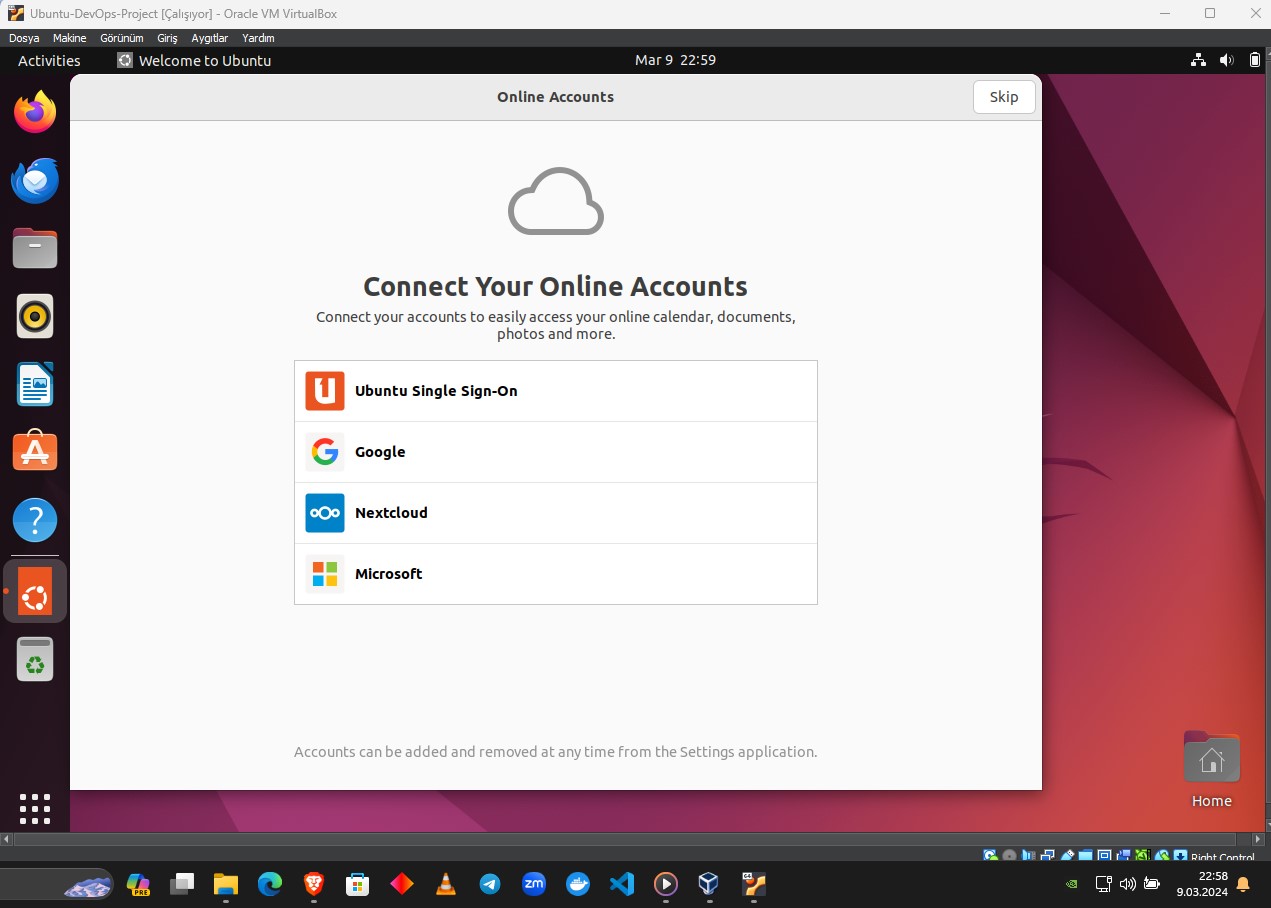 Ubuntu-DevOps-Project [Çalışıyor] - Oracle VM VirtualBox
Dosya Makine Görünüm Giriş Aygıtlar Yardım
Activities Welcome to Ubuntu Mar 9 22:59
Online Accounts Skip
Connect Your Online Accounts
Connect your accounts to easily access your online calendar, documents,
photos and more.
Ubuntu Single Sign-On
Google
Nextcloud
Microsoft
Accounts can be added and removed at any time from the Settings application.
Home
Right Control
PRE zm 22:58
9.03.2024